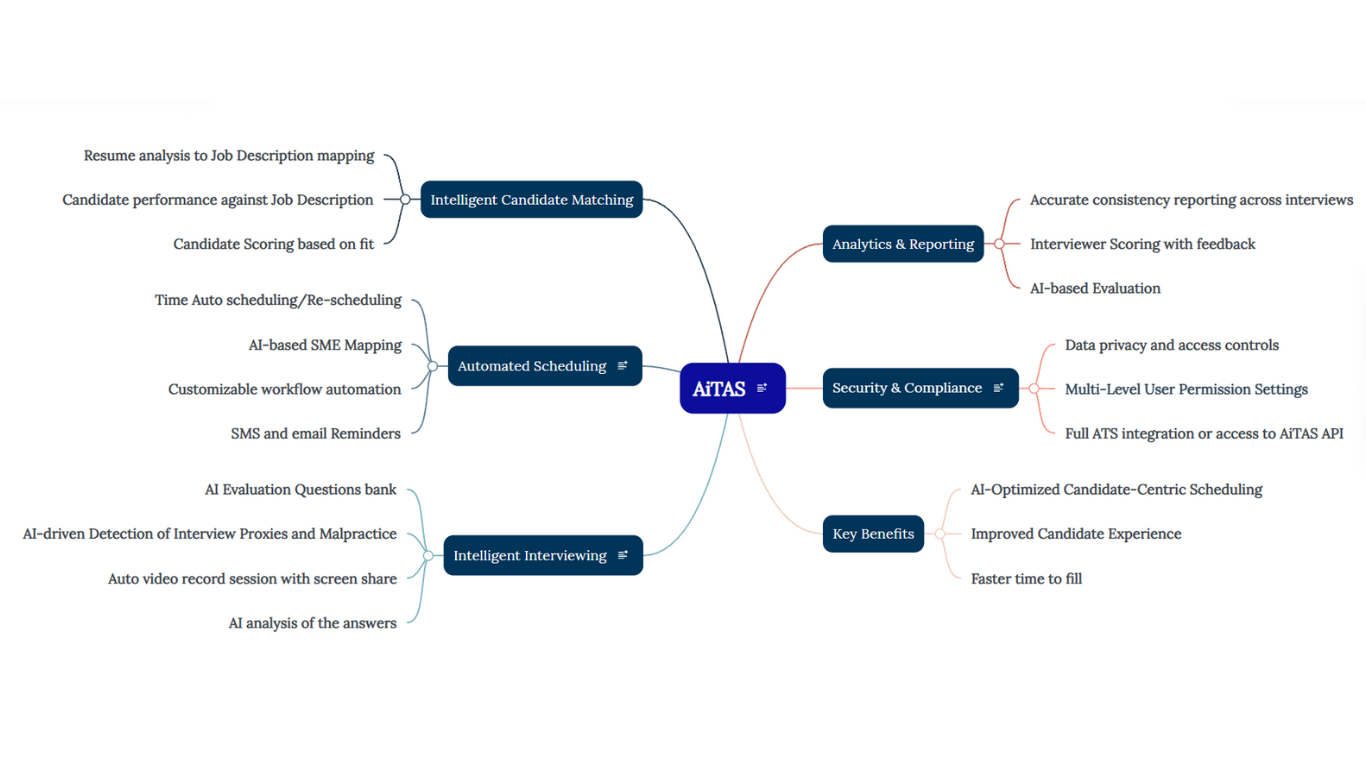 Resume analysis to Job Description mapping
Candidate performance against Job Description
Candidate Scoring based on fit
Intelligent Candidate Matching
Time Auto scheduling/Re-scheduling
AI-based SME Mapping
Customizable workflow automation
SMS and email Reminders
Automated Scheduling
AI Evaluation Questions bank
AI-driven Detection of Interview Proxies and Malpractice
Auto video record session with screen share
AI analysis of the answers
Intelligent Interviewing
AiTAS
Analytics & Reporting
Accurate consistency reporting across interviews
Interviewer Scoring with feedback
AI-based Evaluation
Security & Compliance
Data privacy and access controls
Multi-Level User Permission Settings
Full ATS integration or access to AiTAS API
Key Benefits
AI-Optimized Candidate-Centric Scheduling
Improved Candidate Experience
Faster time to fill